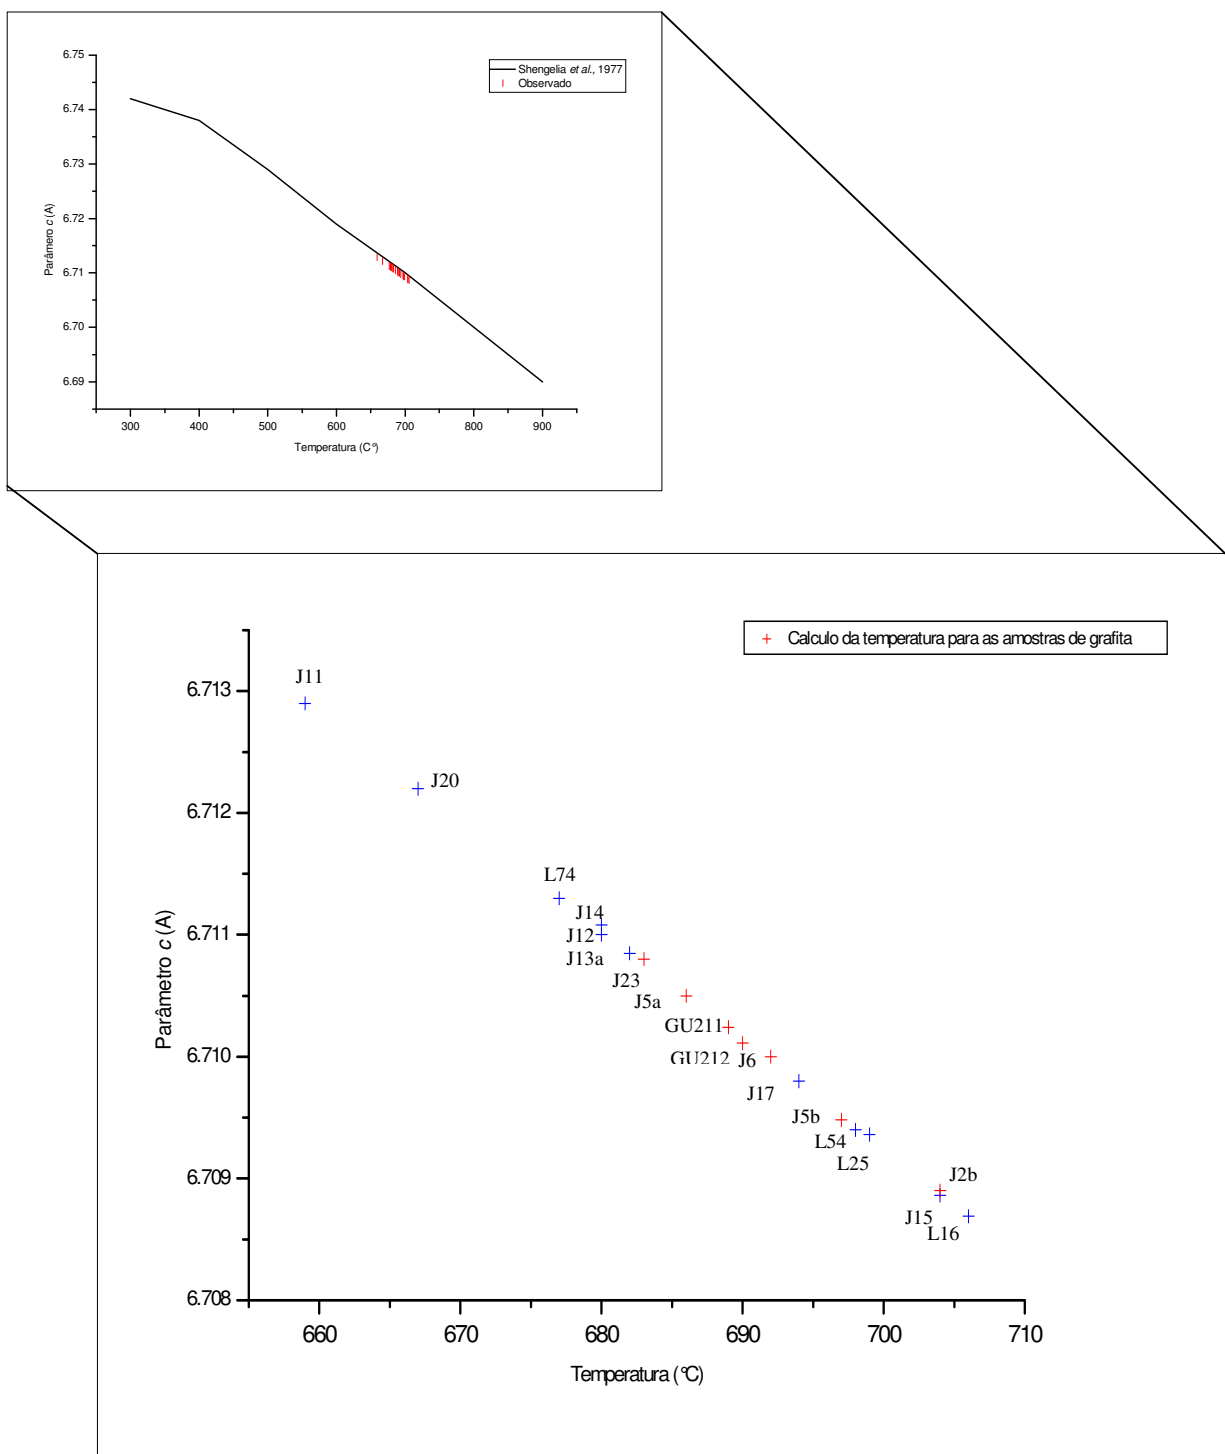 6.75
Shengelia et al., 1977
Observado
6.74
6.73
6.72
6.71
6.70
6.69
Parâmero c (A)
300 400 500 600 700 800 900
Temperatura (C°)
Calculo da temperatura para as amostras de grafita
J11
6.713
J20
6.712
L74
J14
6.711
J12
J13a
J23
J5a
GU211
6.710
GU212 J6
J17
J5b
L54
L25
6.709
J2b
J15
L16
6.708
Parâmetro c (A)
660 670 680 690 700 710
Temperatura (°C)